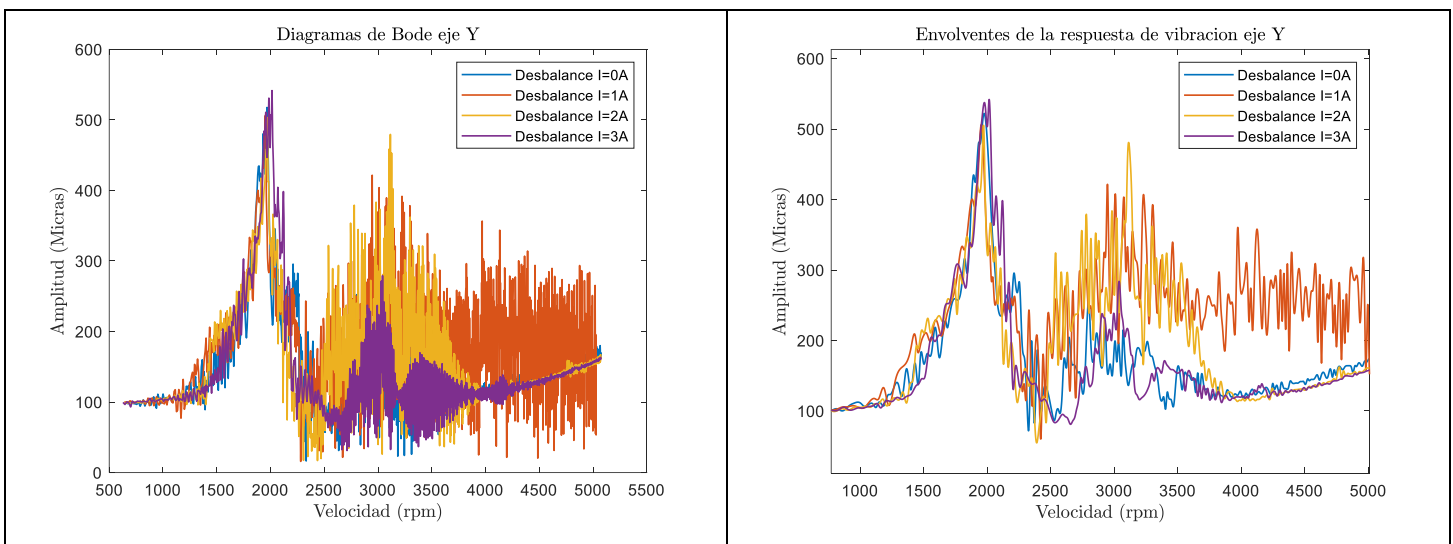 Diagramas de Bode eje Y
600
500
400
300
200
100
0
Amplitud (Micras)
Desbalance I=0A
Desbalance I=1A
Desbalance I=2A
Desbalance I=3A
500 1000 1500 2000 2500 3000 3500 4000 4500 5000 5500
Velocidad (rpm)
Envolventes de la respuesta de vibracion eje Y
600
500
400
300
200
100
Amplitud (Micras)
Desbalance I=0A
Desbalance I=1A
Desbalance I=2A
Desbalance I=3A
1000 1500 2000 2500 3000 3500 4000 4500 5000
Velocidad (rpm)